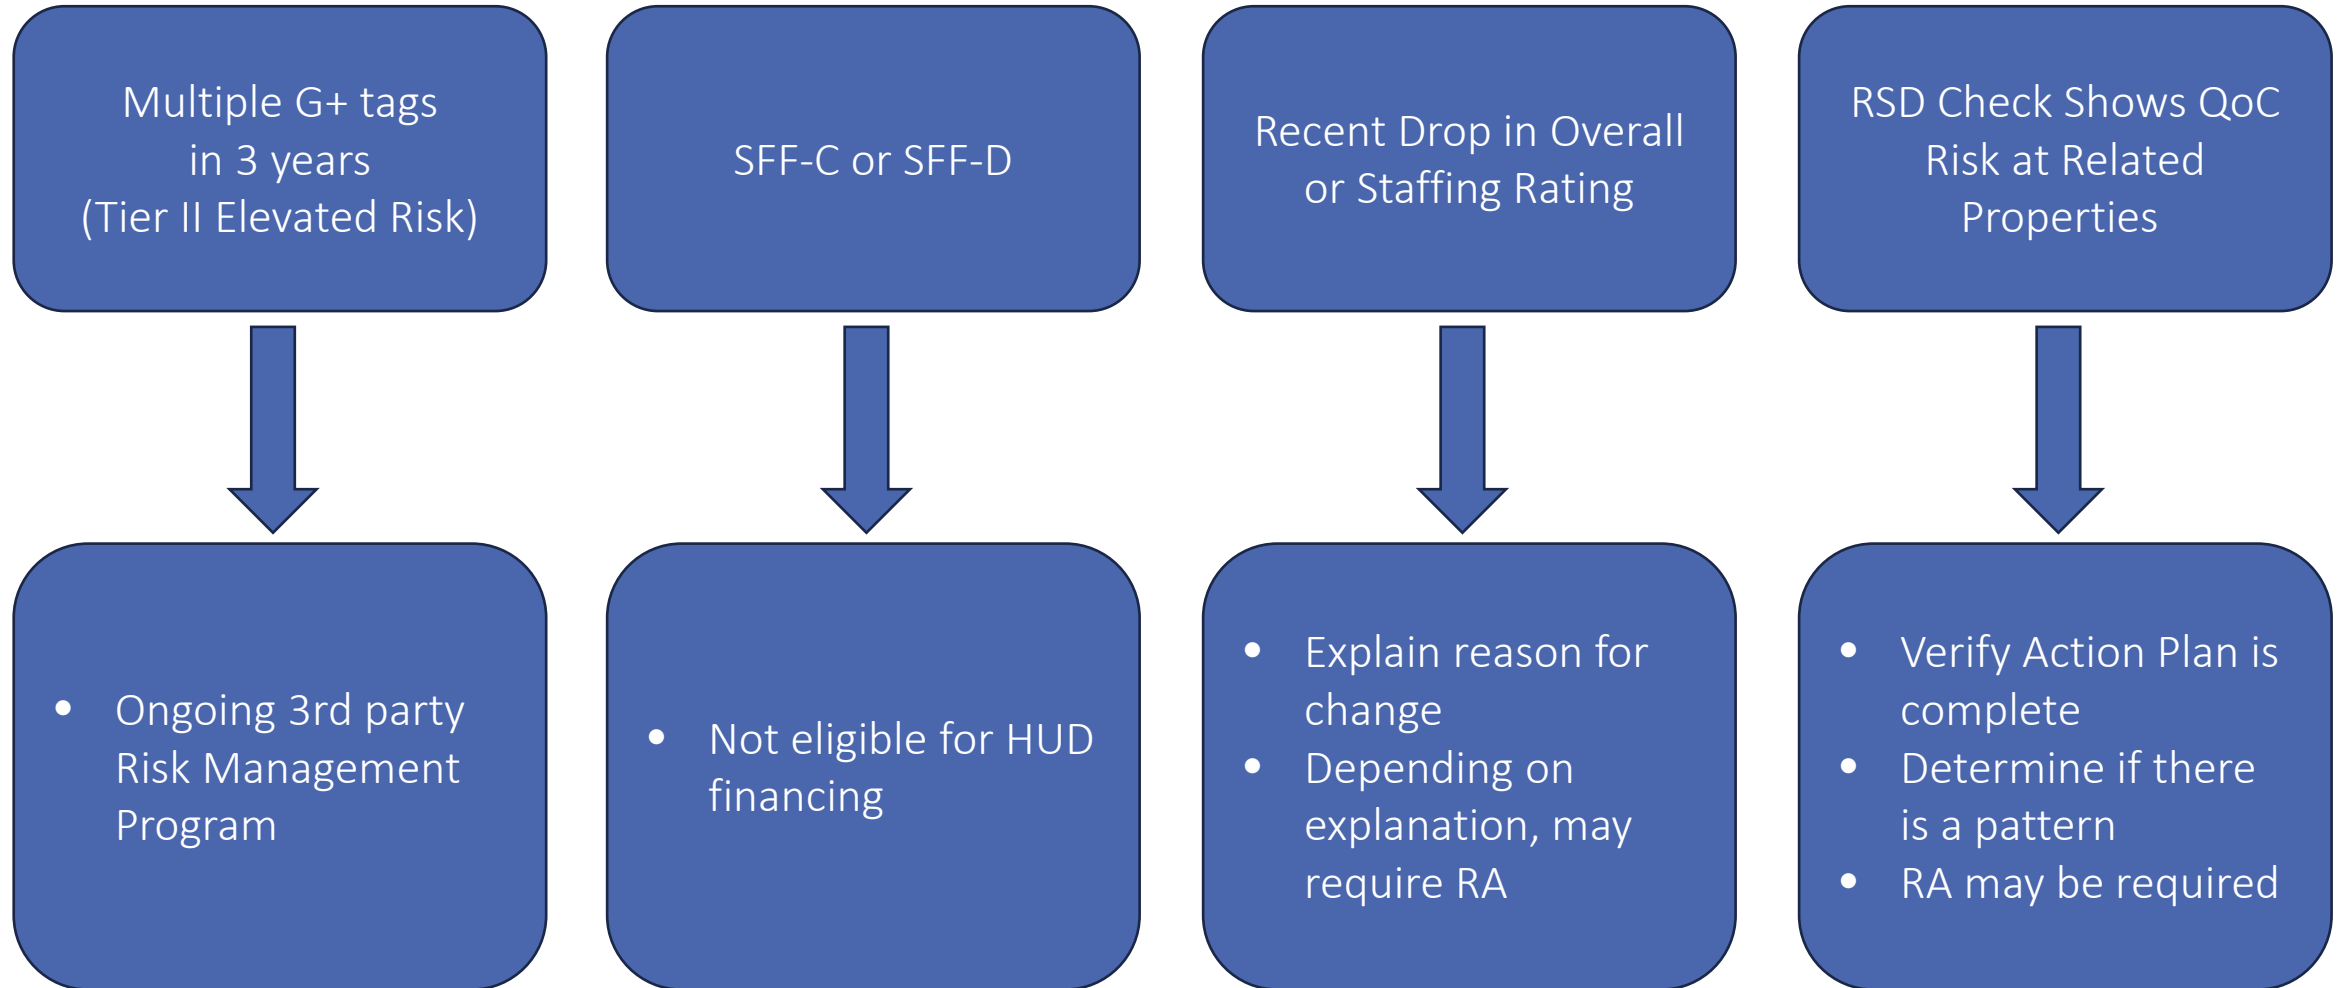 Multiple G+ tags
in 3 years
(Tier II Elevated Risk)
SFF-C or SFF-D
Recent Drop in Overall
or Staffing Rating
RSD Check Shows QoC
Risk at Related
Properties
• Ongoing 3rd party
Risk Management
Program
• Not eligible for HUD
financing
• Explain reason for
change
• Depending on
explanation, may
require RA
• Verify Action Plan is
complete
• Determine if there
is a pattern
• RA may be required